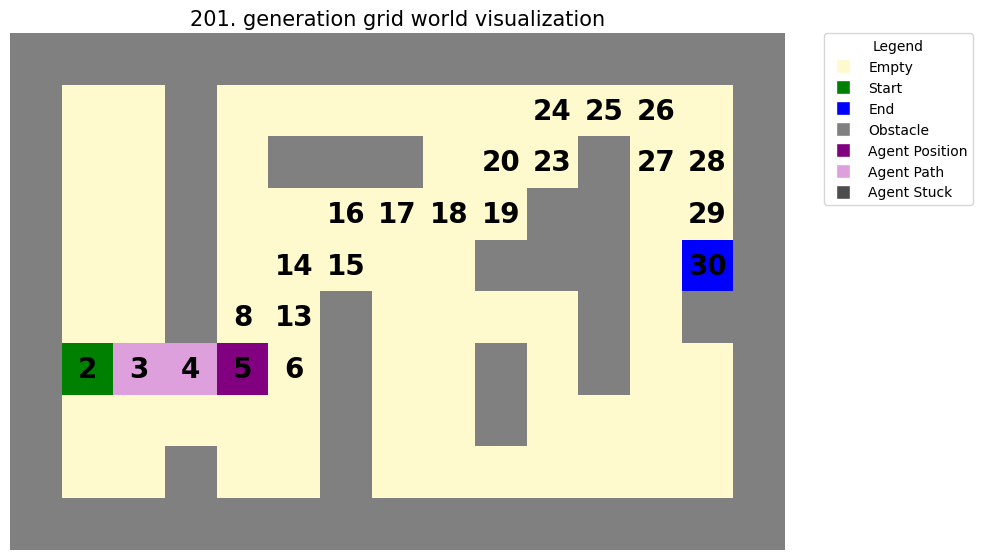 201. generation grid world visualization
24 25 26
20 23 27 28
16 17 18 19 29
14 15 30
8 13
2 3 4 5 6
Legend
Empty
Start
End
Obstacle
Agent Position
Agent Path
Agent Stuck